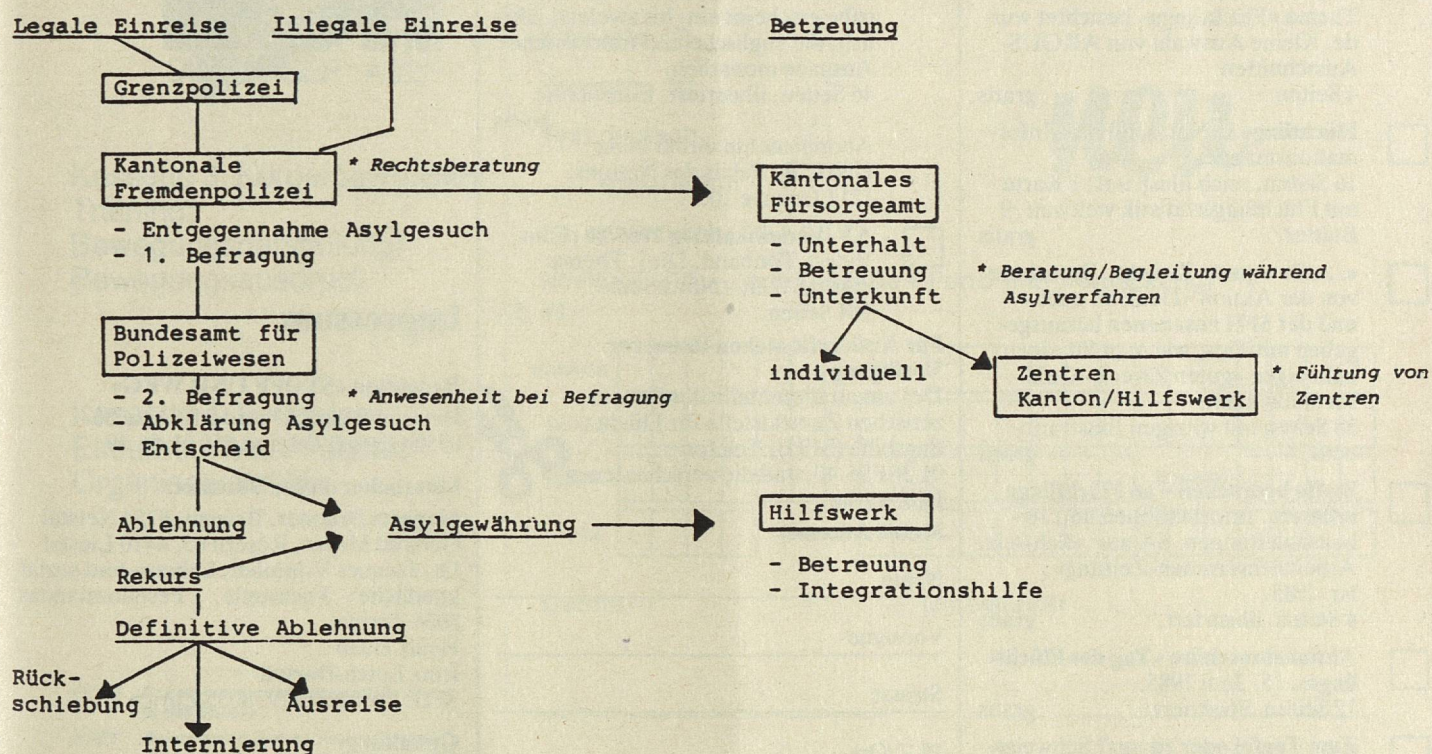 Legale Einreise    Illegale Einreise
Grenzpolizei
Kantonale
Fremdenpolizei
* Rechtsberatung
- Entgegennahme Asylgesuch
- 1. Befragung
Bundesamt für
Polizeiwesen
- 2. Befragung    * Anwesenheit bei Befragung
- Abklärung Asylgesuch
- Entscheid
Ablehnung    Asylgewährung
Rekurs
Definitive Ablehnung
Rück-
schiebung    Ausreise
Internierung
Betreuung
Kantonales
Fürsorgeamt
- Unterhalt
- Betreuung
- Unterkunft
* Beratung/Begleitung während
Asylverfahren
individuell
Zentren
Kanton/Hilfswerk
* Führung von
Zentren
Hilfswerk
- Betreuung
- Integrationshilfe